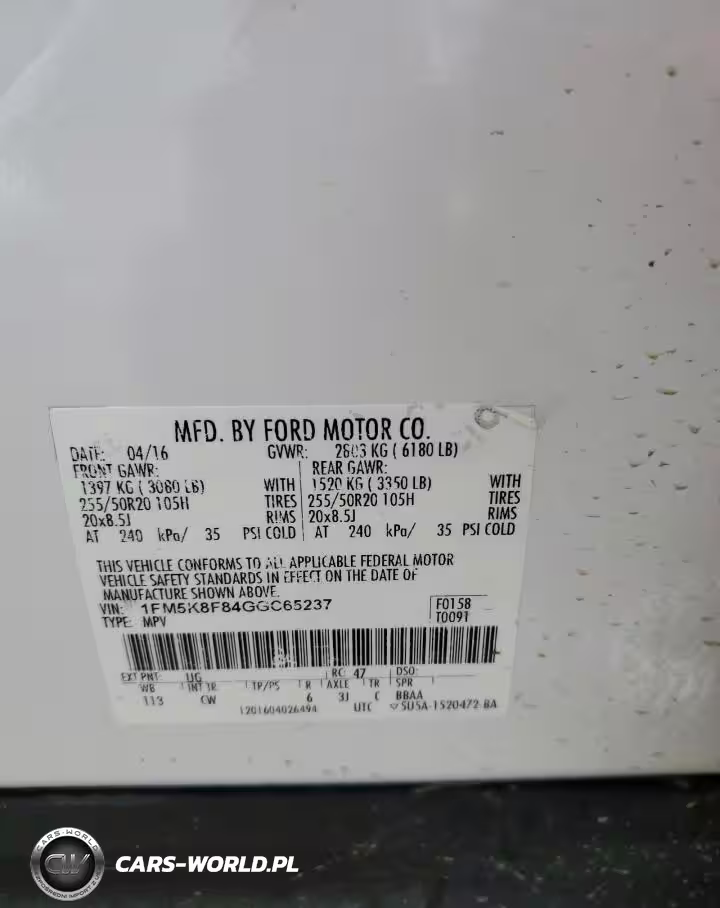 MFD. BY FORD MOTOR CO.
DATE: 04/16 GVWR: 2803 KG ( 6180 LB)
FRONT GAWR: REAR GAWR:
1397 KG ( 3080 LB) WITH 1520 KG ( 3350 LB) WITH
255/50R20 105H TIRES 255/50R20 105H TIRES
20x8.5J RIMS 20x8.5J RIMS
AT 240 kPa/ 35 PSI COLD AT 240 kPa/ 35 PSI COLD
THIS VEHICLE CONFORMS TO ALL APPLICABLE FEDERAL MOTOR
VEHICLE SAFETY STANDARDS IN EFFECT ON THE DATE OF
MANUFACTURE SHOWN ABOVE.
VIN: 1FM5K8F84GGC65237 F0158
TYPE: MPV T0091
EXT PNT: UG RC: 47 DSO:
WB INT TR TP/PS R AXLE TR SPR
113 CW 6 3J C BBAA
1201604026494 UTC ▽5U5A-1520472-BA
CARS-WORLD
CW
CARS-WORLD.PL